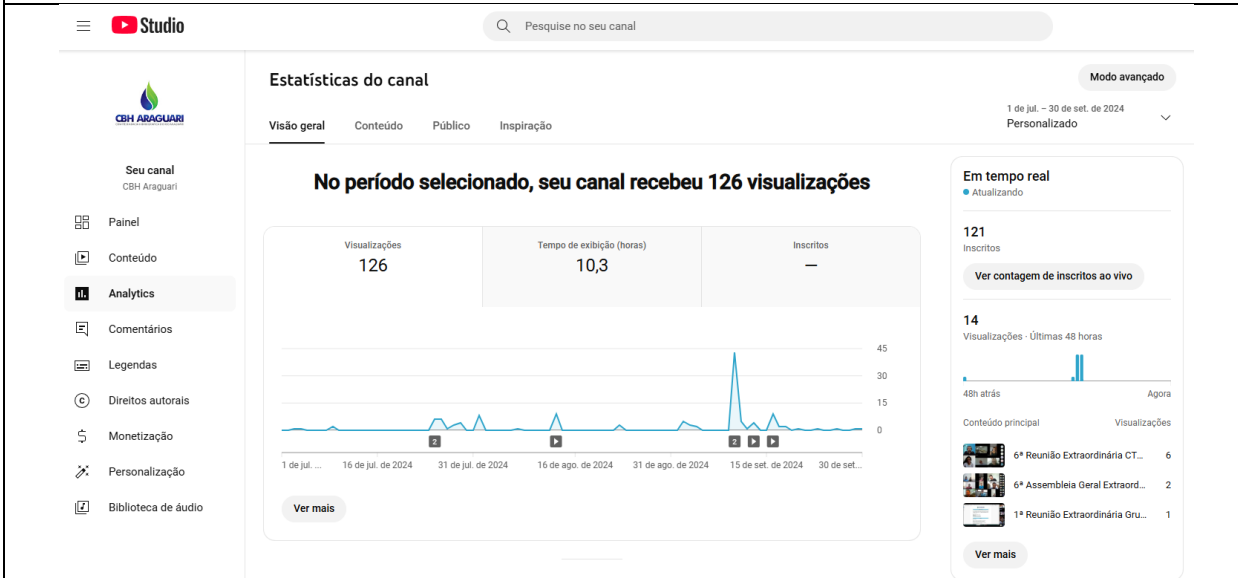 Studio
Pesquise no seu canal
CBH ARAGUARI
Seu canal
CBH Araguari
Painel
Conteúdo
Analytics
Comentários
Legendas
Direitos autorais
Monetização
Personalização
Biblioteca de áudio
Estatísticas do canal
Modo avançado
Visão geral
Conteúdo
Público
Inspiração
1 de jul. – 30 de set. de 2024
Personalizado
No período selecionado, seu canal recebeu 126 visualizações
Visualizações
126
Tempo de exibição (horas)
10,3
Inscritos
—
45
30
15
0
2
2
1 de jul. ...
16 de jul. de 2024
31 de jul. de 2024
16 de ago. de 2024
31 de ago. de 2024
15 de set. de 2024
30 de set...
Ver mais
Em tempo real
Atualizando
121
Inscritos
Ver contagem de inscritos ao vivo
14
Visualizações · Últimas 48 horas
48h atrás
Agora
Conteúdo principal
Visualizações
6ª Reunião Extraordinária CT...
6
6ª Assembleia Geral Extraord...
2
1ª Reunião Extraordinária Gru...
1
Ver mais